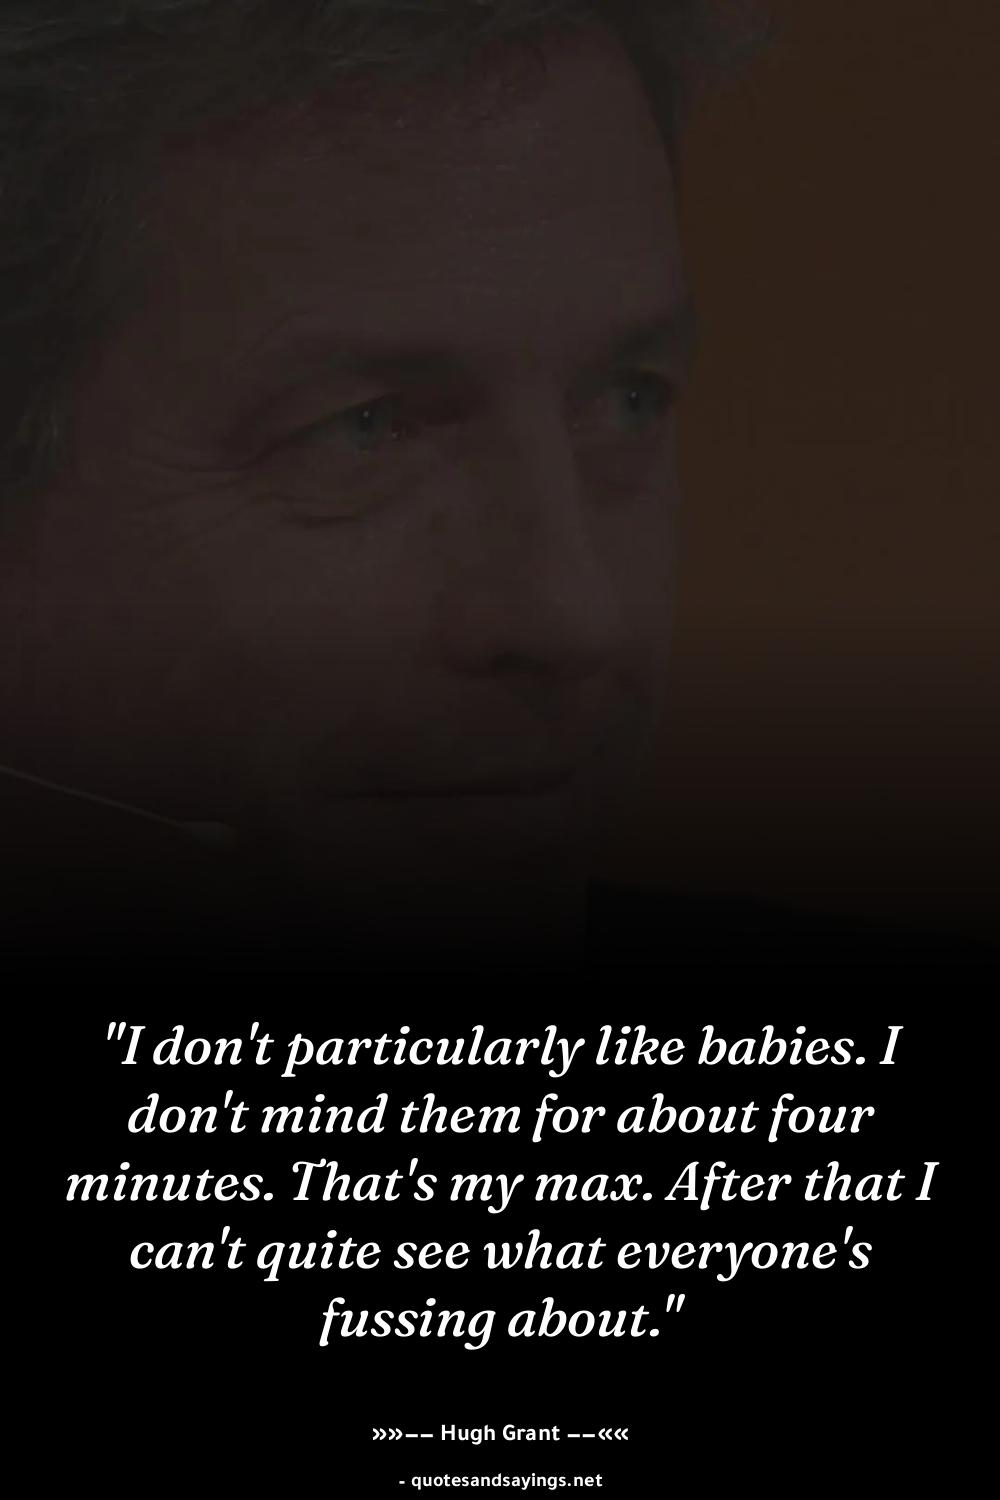 "I don't particularly like babies. I
don't mind them for about four
minutes. That's my max. After that I
can't quite see what everyone's
fussing about."
»»–– Hugh Grant ––««
- quotesandsayings.net